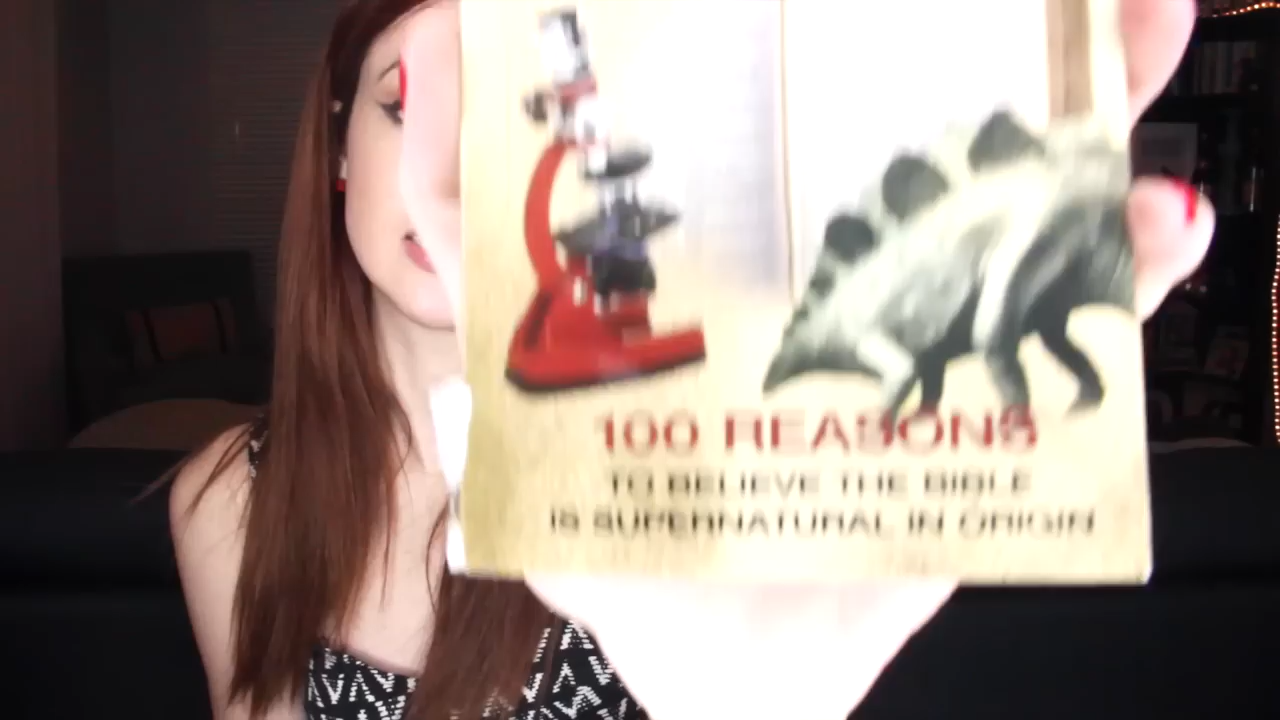 100 REASONS
TO BELIEVE THE BIBLE
IS SUPERNATURAL IN ORIGIN